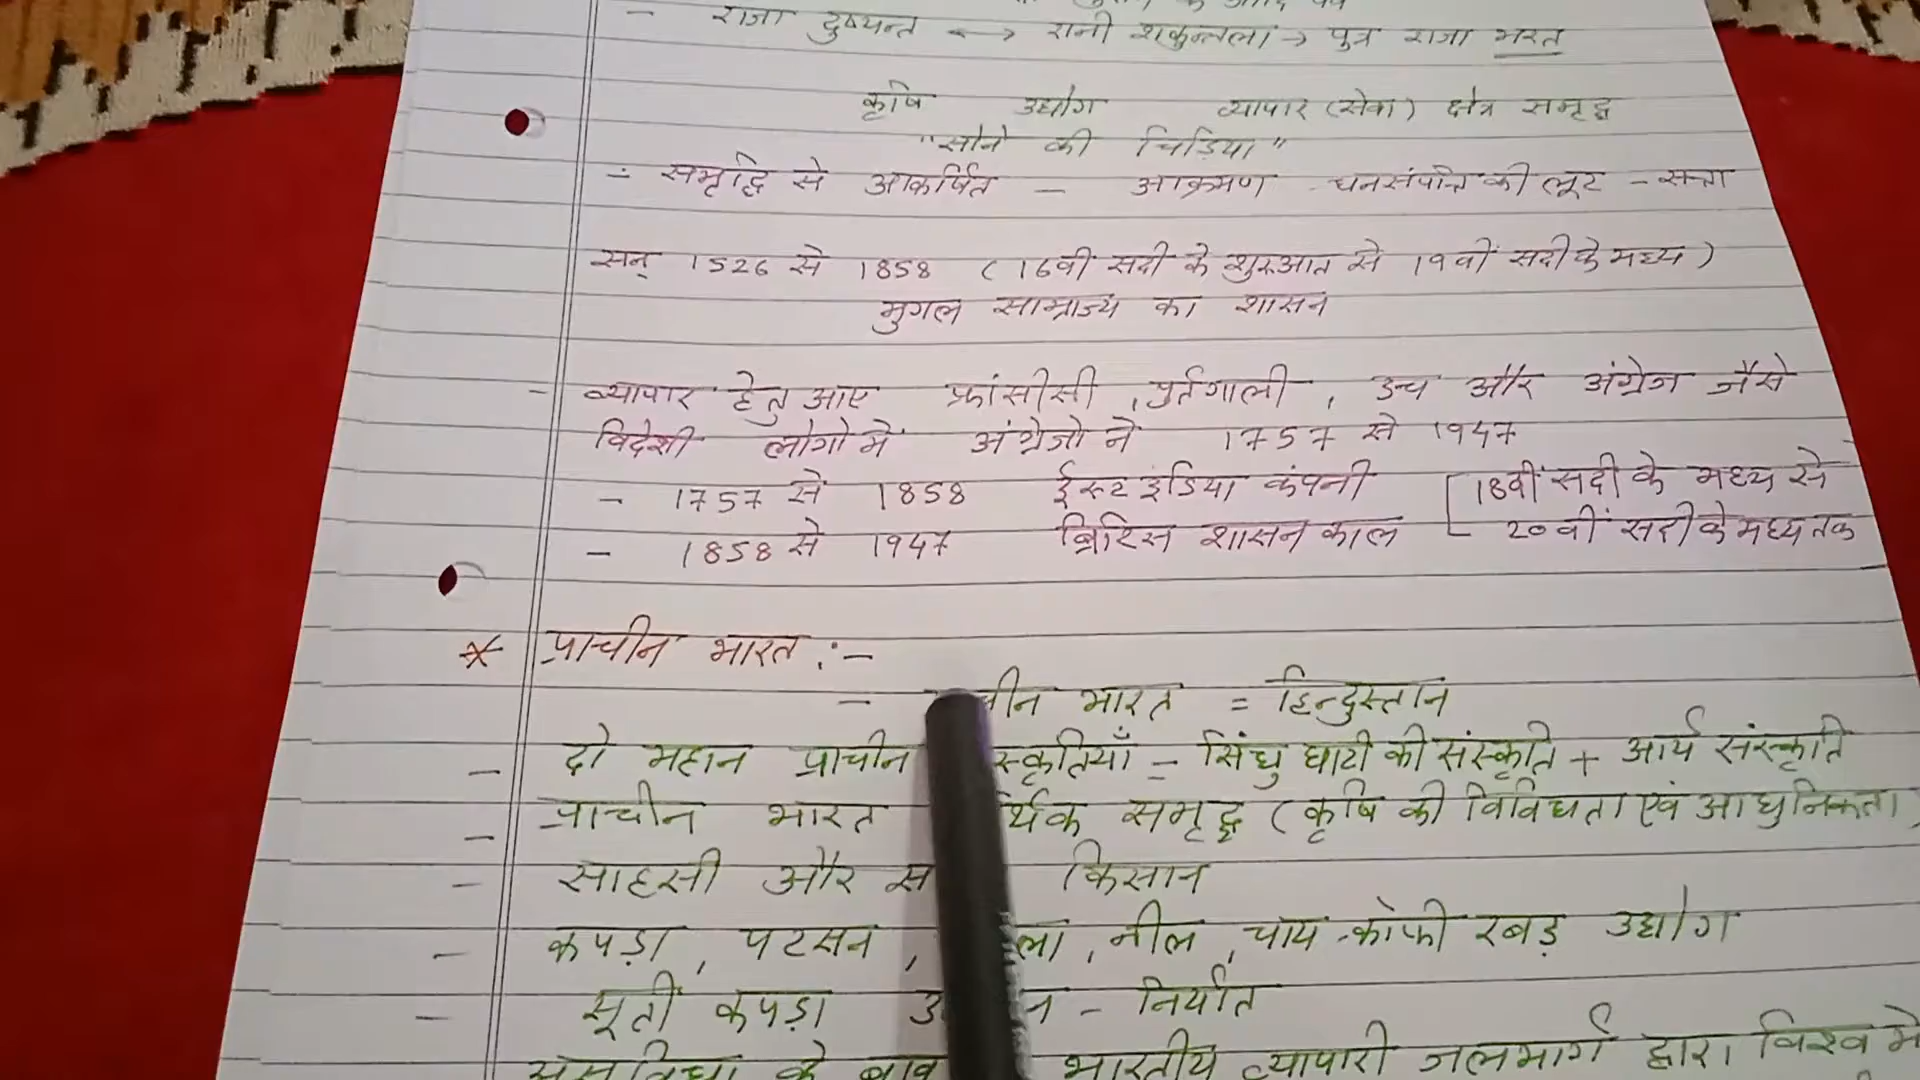 - राजा दुष्यन्त <-> रानी शकुन्तला -> पुत्र राजा भरत
कृषि उद्योग व्यापार (सेवा) क्षेत्र समृद्ध
"सोने की चिड़िया"
- समृद्धि से आकर्षित - आक्रमण धनसंपत्ति की लूट - सत्ता
सन् 1526 से 1858 ( 16वी सदी के शुरुआत से 19वीं सदी के मध्य )
मुगल साम्राज्य का शासन
- व्यापार हेतु आए फ्रांसीसी , पुर्तगाली , डच और अंग्रेज जैसे
विदेशी लोगो में अंग्रेजो ने 1757 से 1947
- 1757 से 1858 ईस्ट इंडिया कंपनी [ 18वीं सदी के मध्य से
- 1858 से 1947 ब्रिटिस शासन काल 20वीं सदी के मध्य तक
* प्राचीन भारत :-
- चीन भारत = हिन्दुस्तान
- दो महान प्राचीन स्कृतियाँ - सिंधु घाटी की संस्कृति + आर्य संस्कृति
- प्राचीन भारत र्थिक समृद्ध ( कृषि की विविधता एवं आधुनिकता )
- साहसी और स किसान
- कपड़ा , पटसन , ला , नील , चाय-कोफी रबड़ उद्योग
- सूती कपड़ा उ न - निर्यात
के बाव भारतीय व्यापारी जलमार्ग द्वारा विश्व मे